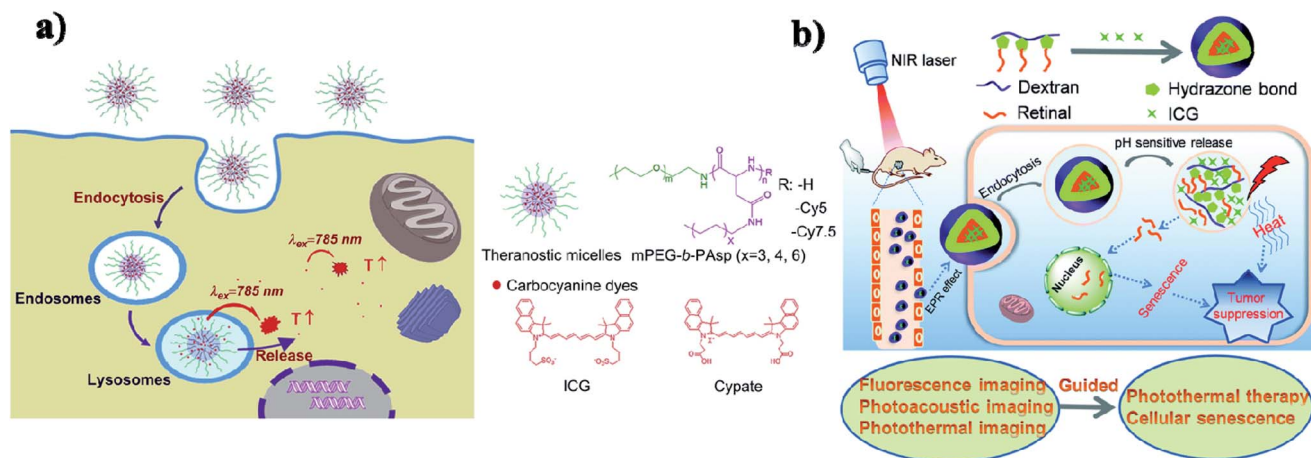 a)
Endocytosis
λex=785 nm
T↑
Endosomes
λex=785 nm
T↑
Release
Lysosomes
O
m
NH
O
H
N
R
n
O
NH
X
R: -H
-Cy5
-Cy7.5
Theranostic micelles mPEG-b-PAsp (x=3, 4, 6)
Carbocyanine dyes
ICG
Cypate
b)
NIR laser
Dextran
Hydrazone bond
Retinal
ICG
Endocytosis
pH sensitive release
EPR effect
Nucleus
Senescence
Heat
Tumor
suppression
Fluorescence imaging
Photoacoustic imaging
Photothermal imaging
Guided
Photothermal therapy
Cellular senescence